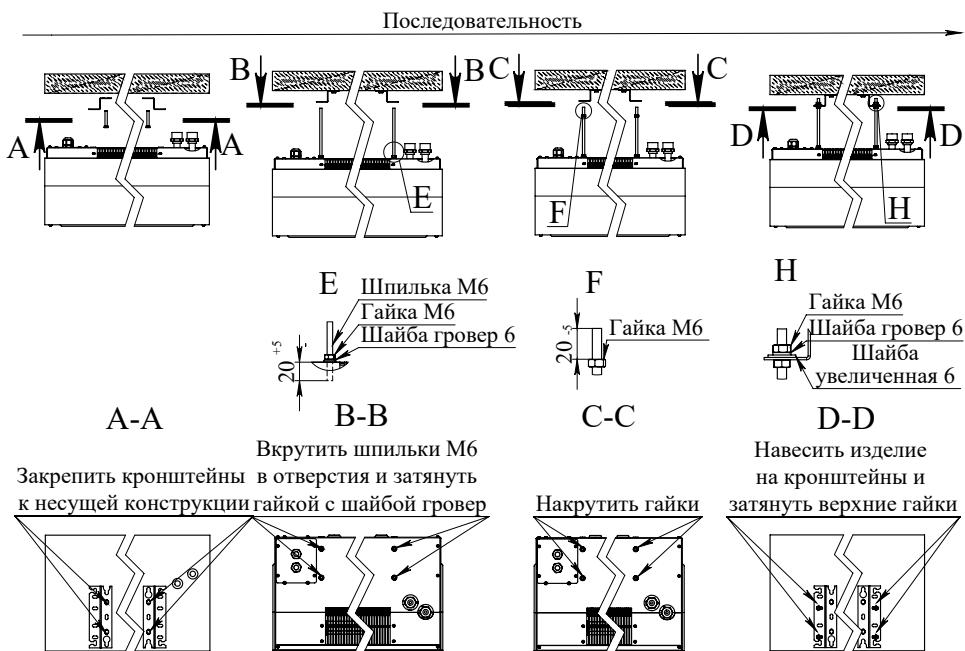 Последовательность
A
A
B
B
C
C
D
D
E
F
H
E
Шпилька М6
Гайка М6
Шайба гровер 6
20 +5
F
Гайка М6
20 -5
H
Гайка М6
Шайба гровер 6
Шайба
увеличенная 6
A-A
Закрепить кронштейны
к несущей конструкции
B-B
Вкрутить шпильки М6
в отверстия и затянуть
гайкой с шайбой гровер
C-C
Накрутить гайки
D-D
Навесить изделие
на кронштейны и
затянуть верхние гайки